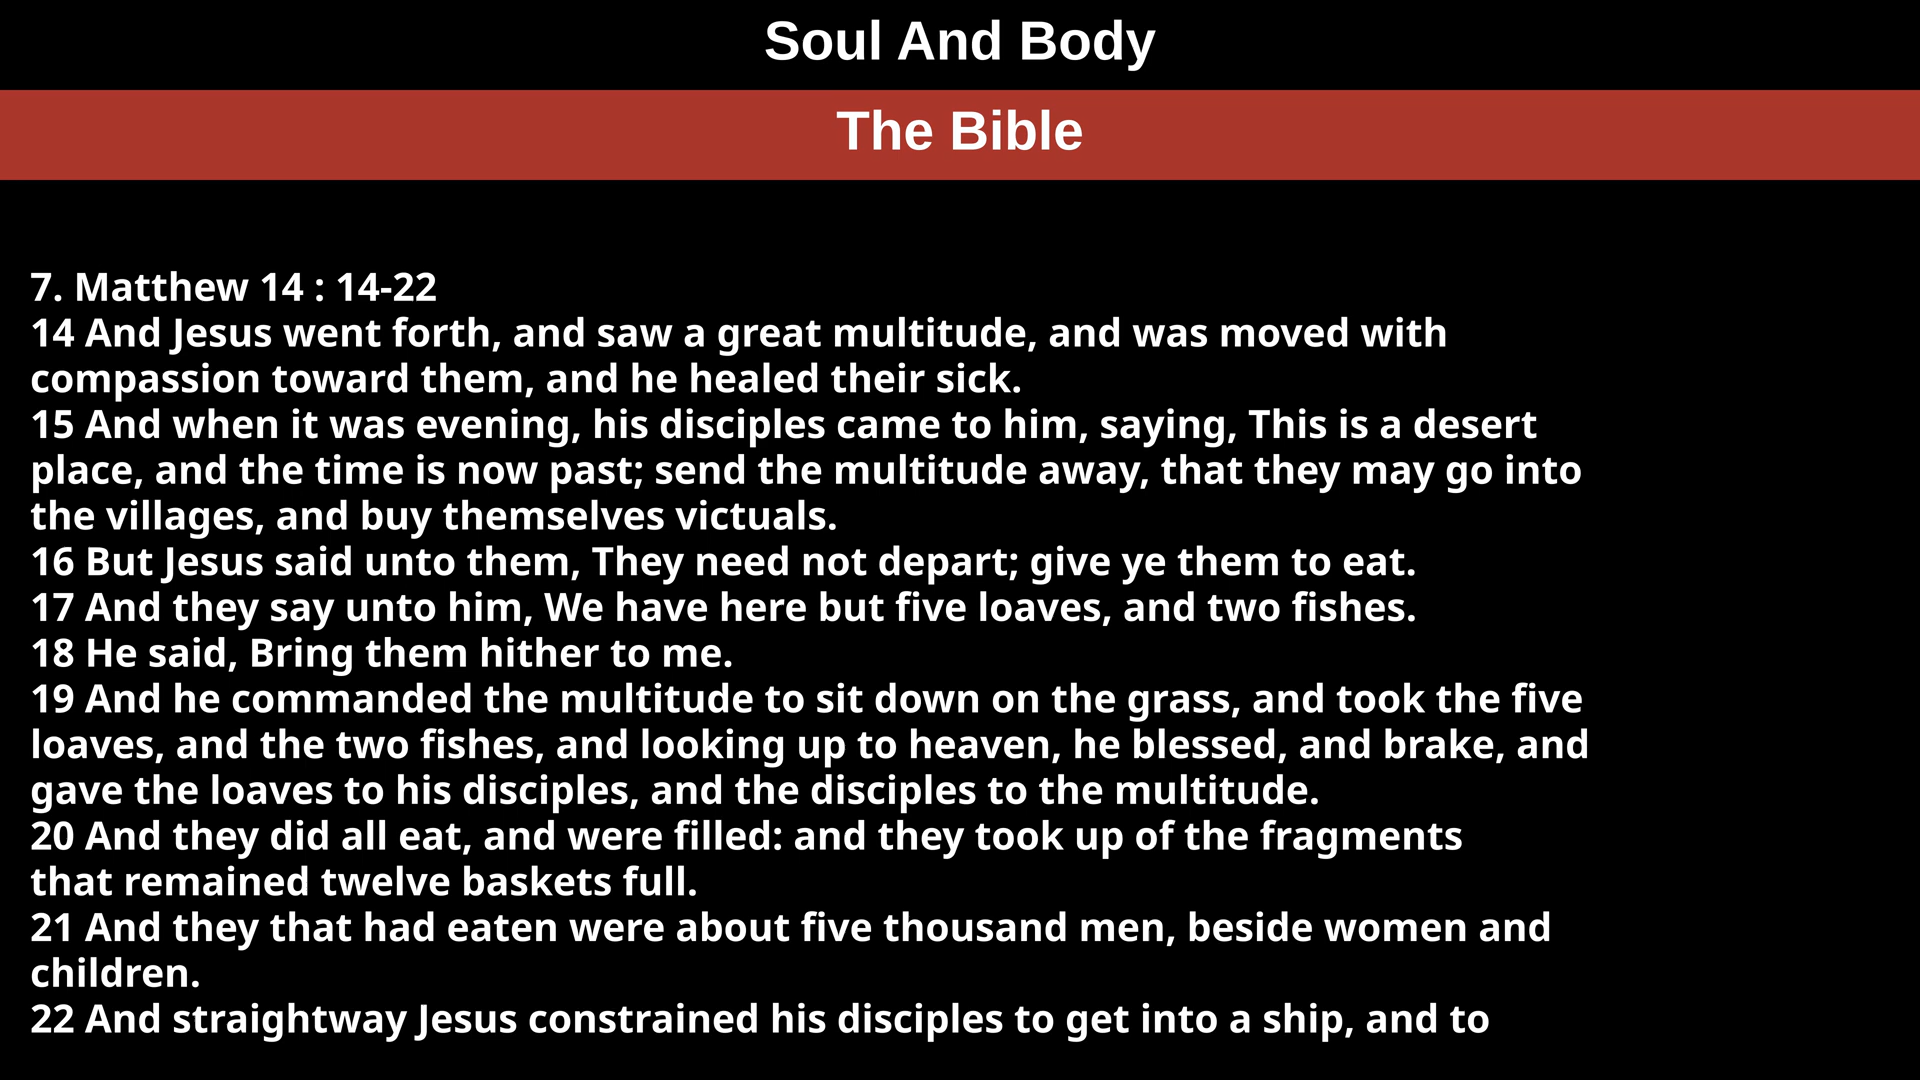 Soul And Body
The Bible
7. Matthew 14 : 14-22
14 And Jesus went forth, and saw a great multitude, and was moved with
compassion toward them, and he healed their sick.
15 And when it was evening, his disciples came to him, saying, This is a desert
place, and the time is now past; send the multitude away, that they may go into
the villages, and buy themselves victuals.
16 But Jesus said unto them, They need not depart; give ye them to eat.
17 And they say unto him, We have here but five loaves, and two fishes.
18 He said, Bring them hither to me.
19 And he commanded the multitude to sit down on the grass, and took the five
loaves, and the two fishes, and looking up to heaven, he blessed, and brake, and
gave the loaves to his disciples, and the disciples to the multitude.
20 And they did all eat, and were filled: and they took up of the fragments
that remained twelve baskets full.
21 And they that had eaten were about five thousand men, beside women and
children.
22 And straightway Jesus constrained his disciples to get into a ship, and to